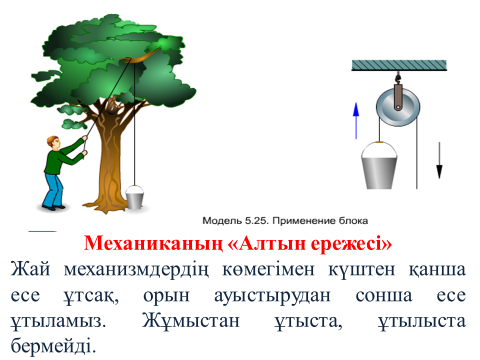 Модель 5.25. Применение блока
Механиканың «Алтын ережесі»
Жай механизмдердің көмегімен күштен қанша
есе ұтсақ, орын ауыстырудан сонша есе
ұтыламыз. Жұмыстан ұтыста, ұтылыста
бермейді.